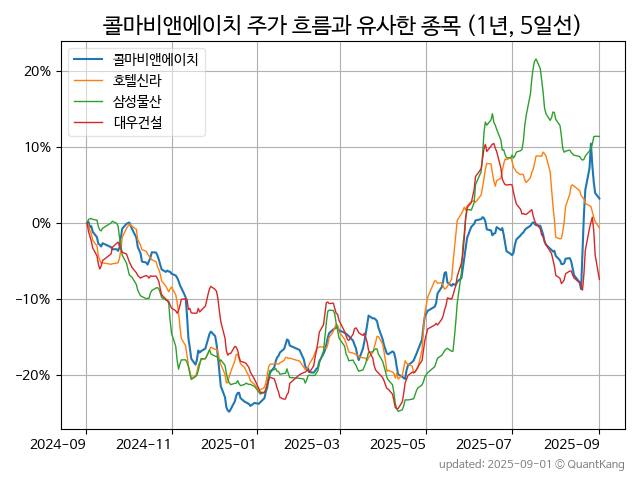 콜마비앤에이치 주가 흐름과 유사한 종목 (1년, 5일선)
콜마비앤에이치
호텔신라
삼성물산
대우건설
20%
10%
0%
−10%
−20%
2024-09 2024-11 2025-01 2025-03 2025-05 2025-07 2025-09
updated: 2025-09-01 © QuantKang